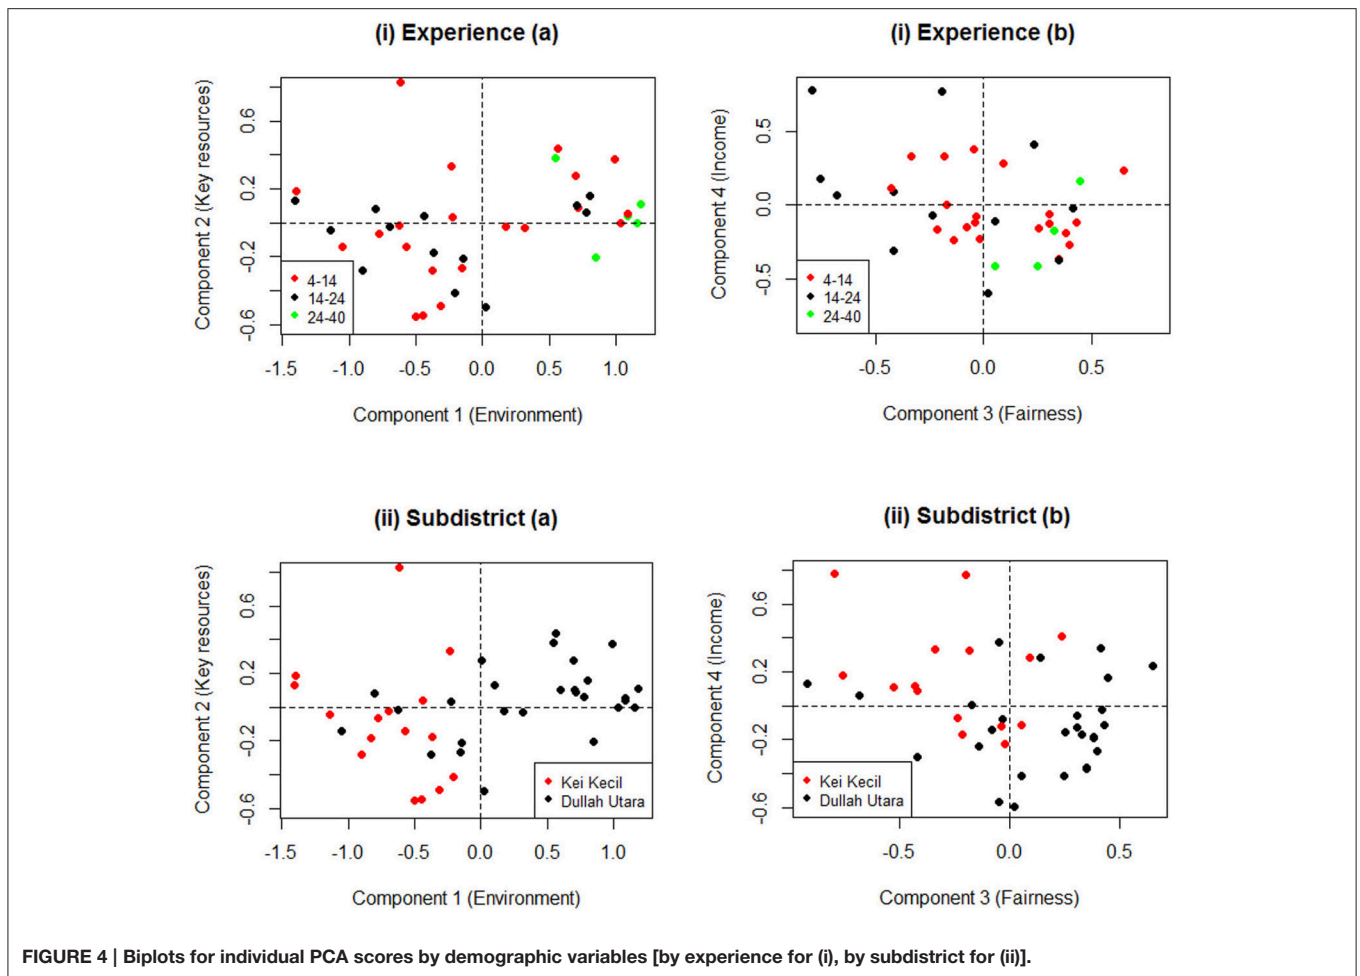 (i) Experience (a)
Component 2 (Key resources)
0.6
0.2
-0.2
-0.6
4-14
14-24
24-40
-1.5 -1.0 -0.5 0.0 0.5 1.0
Component 1 (Environment)
(i) Experience (b)
Component 4 (Income)
0.5
0.0
-0.5
4-14
14-24
24-40
-0.5 0.0 0.5
Component 3 (Fairness)
(ii) Subdistrict (a)
Component 2 (Key resources)
0.6
0.2
-0.2
-0.6
Kei Kecil
Dullah Utara
-1.5 -1.0 -0.5 0.0 0.5 1.0
Component 1 (Environment)
(ii) Subdistrict (b)
Component 4 (Income)
0.6
0.2
-0.2
-0.6
Kei Kecil
Dullah Utara
-0.5 0.0 0.5
Component 3 (Fairness)
FIGURE 4 | Biplots for individual PCA scores by demographic variables [by experience for (i), by subdistrict for (ii)].